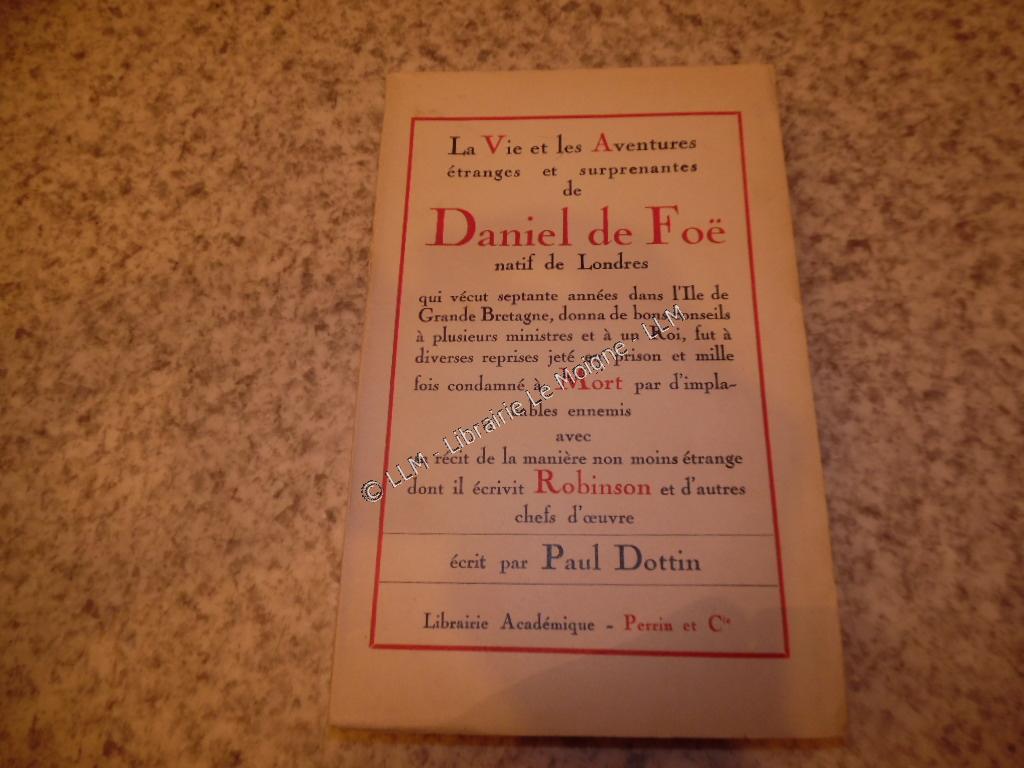 La Vie et les Aventures
étranges et surprenantes
de
Daniel de Foë
natif de Londres
qui vécut septante années dans l'Ile de
Grande Bretagne, donna de bons conseils
à plusieurs ministres et à un Roi, fut à
diverses reprises jeté en prison et mille
fois condamné à Mort par d'impla-
cables ennemis
avec
un récit de la manière non moins étrange
dont il écrivit Robinson et d'autres
chefs d'œuvre
écrit par Paul Dottin
Librairie Académique - Perrin et Cie
© LLM - Librairie Le Moigne - LLM